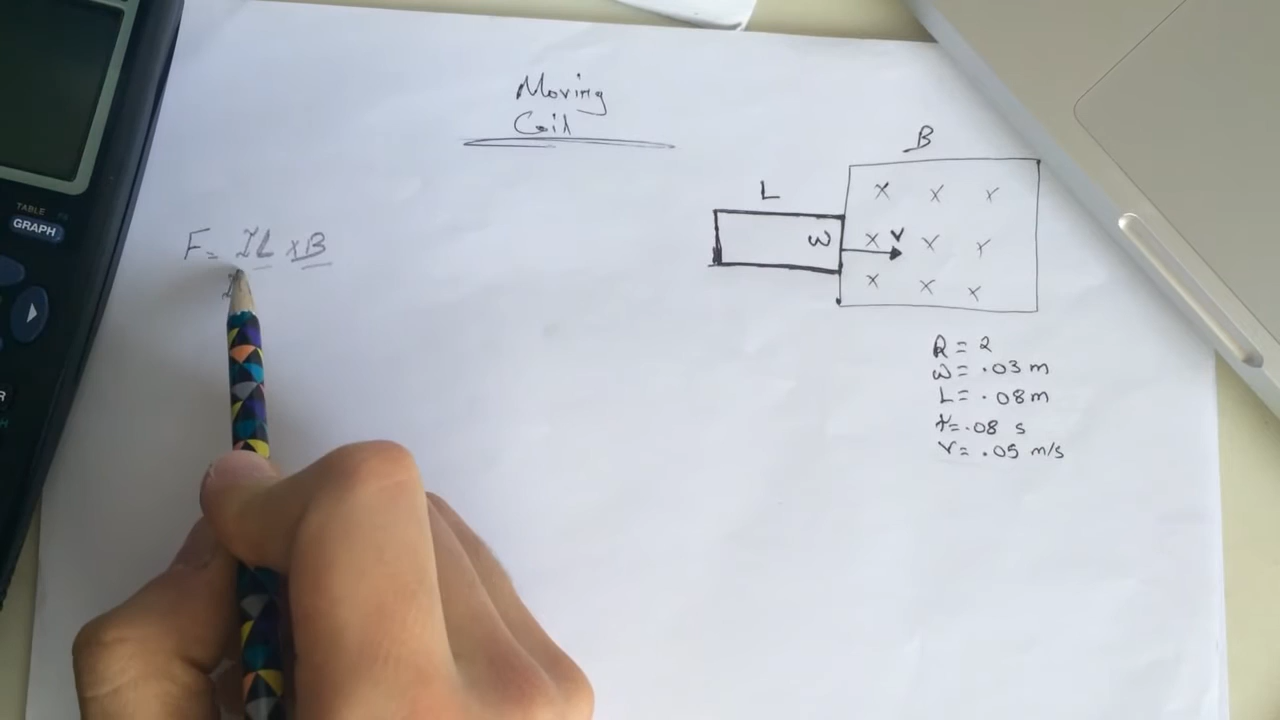 Moving
Coil
B
L
x x x
F = IL x B
W x v x x
x x x
R = 2
W = .03 m
L = .08 m
t = .08 s
V = .05 m/s
TABLE
GRAPH